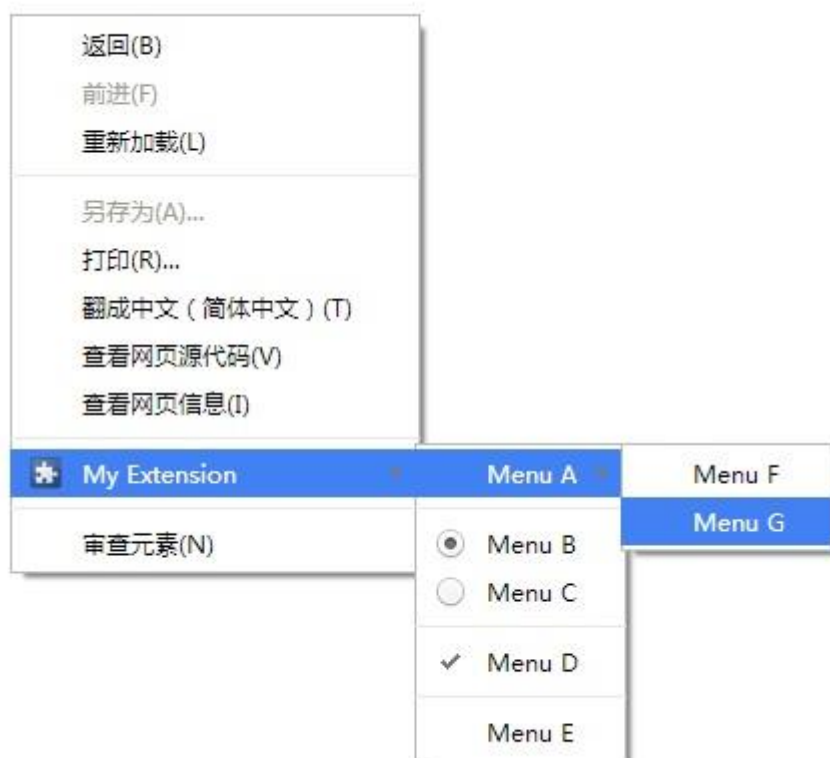 返回(B)
前进(F)
重新加载(L)
另存为(A)...
打印(R)...
翻成中文（简体中文）(T)
查看网页源代码(V)
查看网页信息(I)
My Extension
审查元素(N)
Menu A
Menu B
Menu C
Menu D
Menu E
Menu F
Menu G